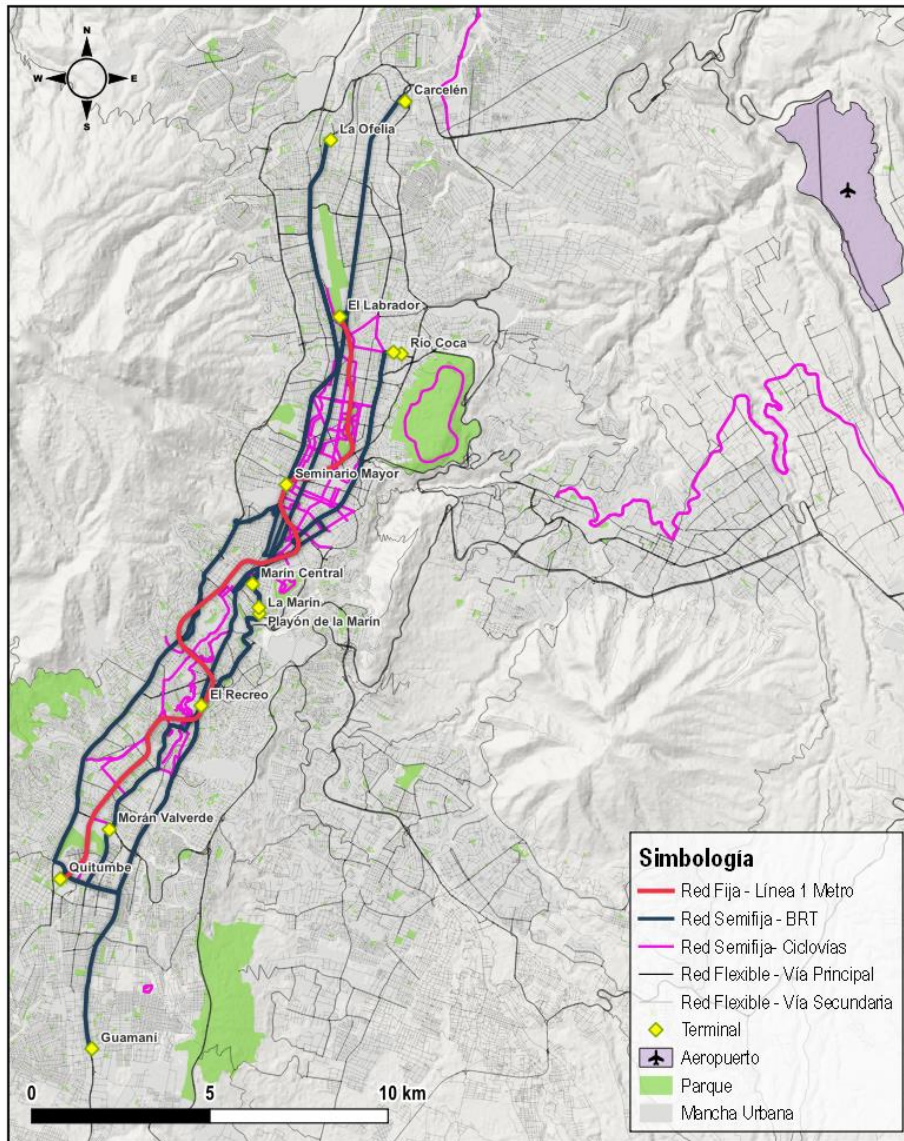 N
W E
S
Carcelén
La Ofelia
El Labrador
Río Coca
Seminario Mayor
Marín Central
La Marín
Playón de la Marín
El Recreo
Morán Valverde
Quitumbe
Guamaní
Simbología
Red Fija - Línea 1 Metro
Red Semifija - BRT
Red Semifija- Ciclovías
Red Flexible - Vía Principal
Red Flexible - Vía Secundaria
Terminal
Aeropuerto
Parque
Mancha Urbana
0 5 10 km